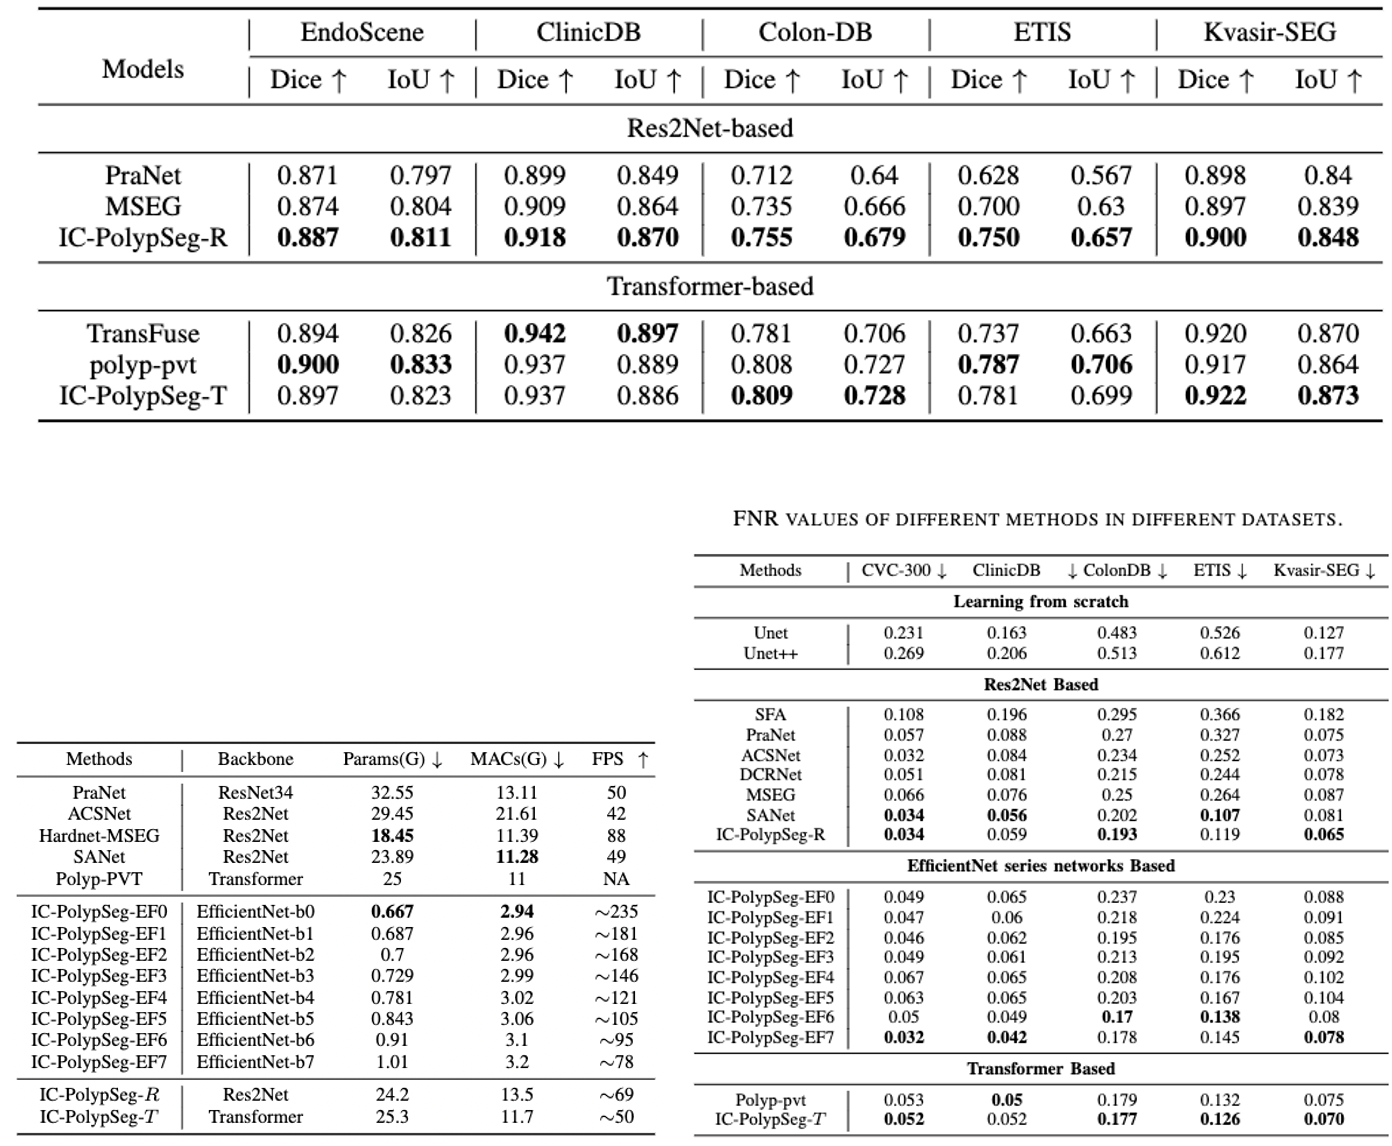 Models | EndoScene | ClinicDB | Colon-DB | ETIS | Kvasir-SEG
Dice ↑ IoU ↑ | Dice ↑ IoU ↑ | Dice ↑ IoU ↑ | Dice ↑ IoU ↑ | Dice ↑ IoU ↑
Res2Net-based
PraNet | 0.871 0.797 | 0.899 0.849 | 0.712 0.64 | 0.628 0.567 | 0.898 0.84
MSEG | 0.874 0.804 | 0.909 0.864 | 0.735 0.666 | 0.700 0.63 | 0.897 0.839
IC-PolypSeg-R | 0.887 0.811 | 0.918 0.870 | 0.755 0.679 | 0.750 0.657 | 0.900 0.848
Transformer-based
TransFuse | 0.894 0.826 | 0.942 0.897 | 0.781 0.706 | 0.737 0.663 | 0.920 0.870
polyp-pvt | 0.900 0.833 | 0.937 0.889 | 0.808 0.727 | 0.787 0.706 | 0.917 0.864
IC-PolypSeg-T | 0.897 0.823 | 0.937 0.886 | 0.809 0.728 | 0.781 0.699 | 0.922 0.873
Methods | Backbone Params(G) ↓ MACs(G) ↓ FPS ↑
PraNet | ResNet34 32.55 13.11 50
ACSNet | Res2Net 29.45 21.61 42
Hardnet-MSEG | Res2Net 18.45 11.39 88
SANet | Res2Net 23.89 11.28 49
Polyp-PVT | Transformer 25 11 NA
IC-PolypSeg-EF0 | EfficientNet-b0 0.667 2.94 ~235
IC-PolypSeg-EF1 | EfficientNet-b1 0.687 2.96 ~181
IC-PolypSeg-EF2 | EfficientNet-b2 0.7 2.96 ~168
IC-PolypSeg-EF3 | EfficientNet-b3 0.729 2.99 ~146
IC-PolypSeg-EF4 | EfficientNet-b4 0.781 3.02 ~121
IC-PolypSeg-EF5 | EfficientNet-b5 0.843 3.06 ~105
IC-PolypSeg-EF6 | EfficientNet-b6 0.91 3.1 ~95
IC-PolypSeg-EF7 | EfficientNet-b7 1.01 3.2 ~78
IC-PolypSeg-R | Res2Net 24.2 13.5 ~69
IC-PolypSeg-T | Transformer 25.3 11.7 ~50
FNR VALUES OF DIFFERENT METHODS IN DIFFERENT DATASETS.
Methods | CVC-300 ↓ ClinicDB ↓ ColonDB ↓ ETIS ↓ Kvasir-SEG ↓
Learning from scratch
Unet | 0.231 0.163 0.483 0.526 0.127
Unet++ | 0.269 0.206 0.513 0.612 0.177
Res2Net Based
SFA | 0.108 0.196 0.295 0.366 0.182
PraNet | 0.057 0.088 0.27 0.327 0.075
ACSNet | 0.032 0.084 0.234 0.252 0.073
DCRNet | 0.051 0.081 0.215 0.244 0.078
MSEG | 0.066 0.076 0.25 0.264 0.087
SANet | 0.034 0.056 0.202 0.107 0.081
IC-PolypSeg-R | 0.034 0.059 0.193 0.119 0.065
EfficientNet series networks Based
IC-PolypSeg-EF0 | 0.049 0.065 0.237 0.23 0.088
IC-PolypSeg-EF1 | 0.047 0.06 0.218 0.224 0.091
IC-PolypSeg-EF2 | 0.046 0.062 0.195 0.176 0.085
IC-PolypSeg-EF3 | 0.049 0.061 0.213 0.195 0.092
IC-PolypSeg-EF4 | 0.067 0.065 0.208 0.176 0.102
IC-PolypSeg-EF5 | 0.063 0.065 0.203 0.167 0.104
IC-PolypSeg-EF6 | 0.05 0.049 0.17 0.138 0.08
IC-PolypSeg-EF7 | 0.032 0.042 0.178 0.145 0.078
Transformer Based
Polyp-pvt | 0.053 0.05 0.179 0.132 0.075
IC-PolypSeg-T | 0.052 0.052 0.177 0.126 0.070